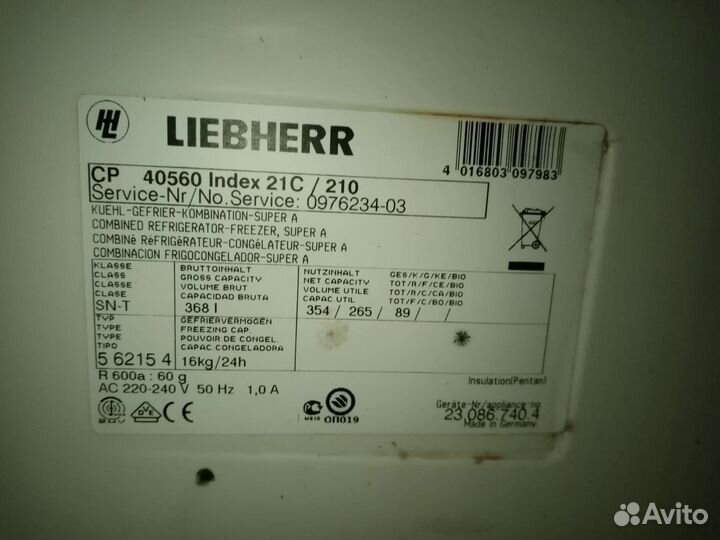 LIEBHERR
4 016803 097983
CP 40560 Index 21C / 210
Service-Nr/No.Service: 0976234-03
KUEHL-GEFRIER-KOMBINATION-SUPER A
COMBINED REFRIGERATOR-FREEZER, SUPER A
COMBINÉ RÉFRIGÉRATEUR-CONGÉLATEUR-SUPER A
COMBINACION FRIGOCONGELADOR-SUPER A
KLASSE BRUTTOINHALT NUTZINHALT GES/K/G/KE/BIO
CLASS GROSS CAPACITY NET CAPACITY TOT/R/F/CE/BIO
CLASSE VOLUME BRUT VOLUME UTILE TOT/R/C/CA/BIO
CLASE CAPACIDAD BRUTA CAPAC UTIL TOT/F/C/BO/BIO
SN-T 368 l 354 / 265 / 89 / /
TYP GEFRIERVERMÖGEN
TYPE FREEZING CAP.
TYPE POUVOIR DE CONGEL.
TIPO CAPAC.CONGELADORA
5 6215 4 16kg/24h
R 600a : 60 g
AC 220-240 V 50 Hz 1,0 A
Insulation(Pentan)
Geräte-Nr/appliance-no
23.086.740.4
Made in Germany
DVE CE
ME10 ОП019
Avito